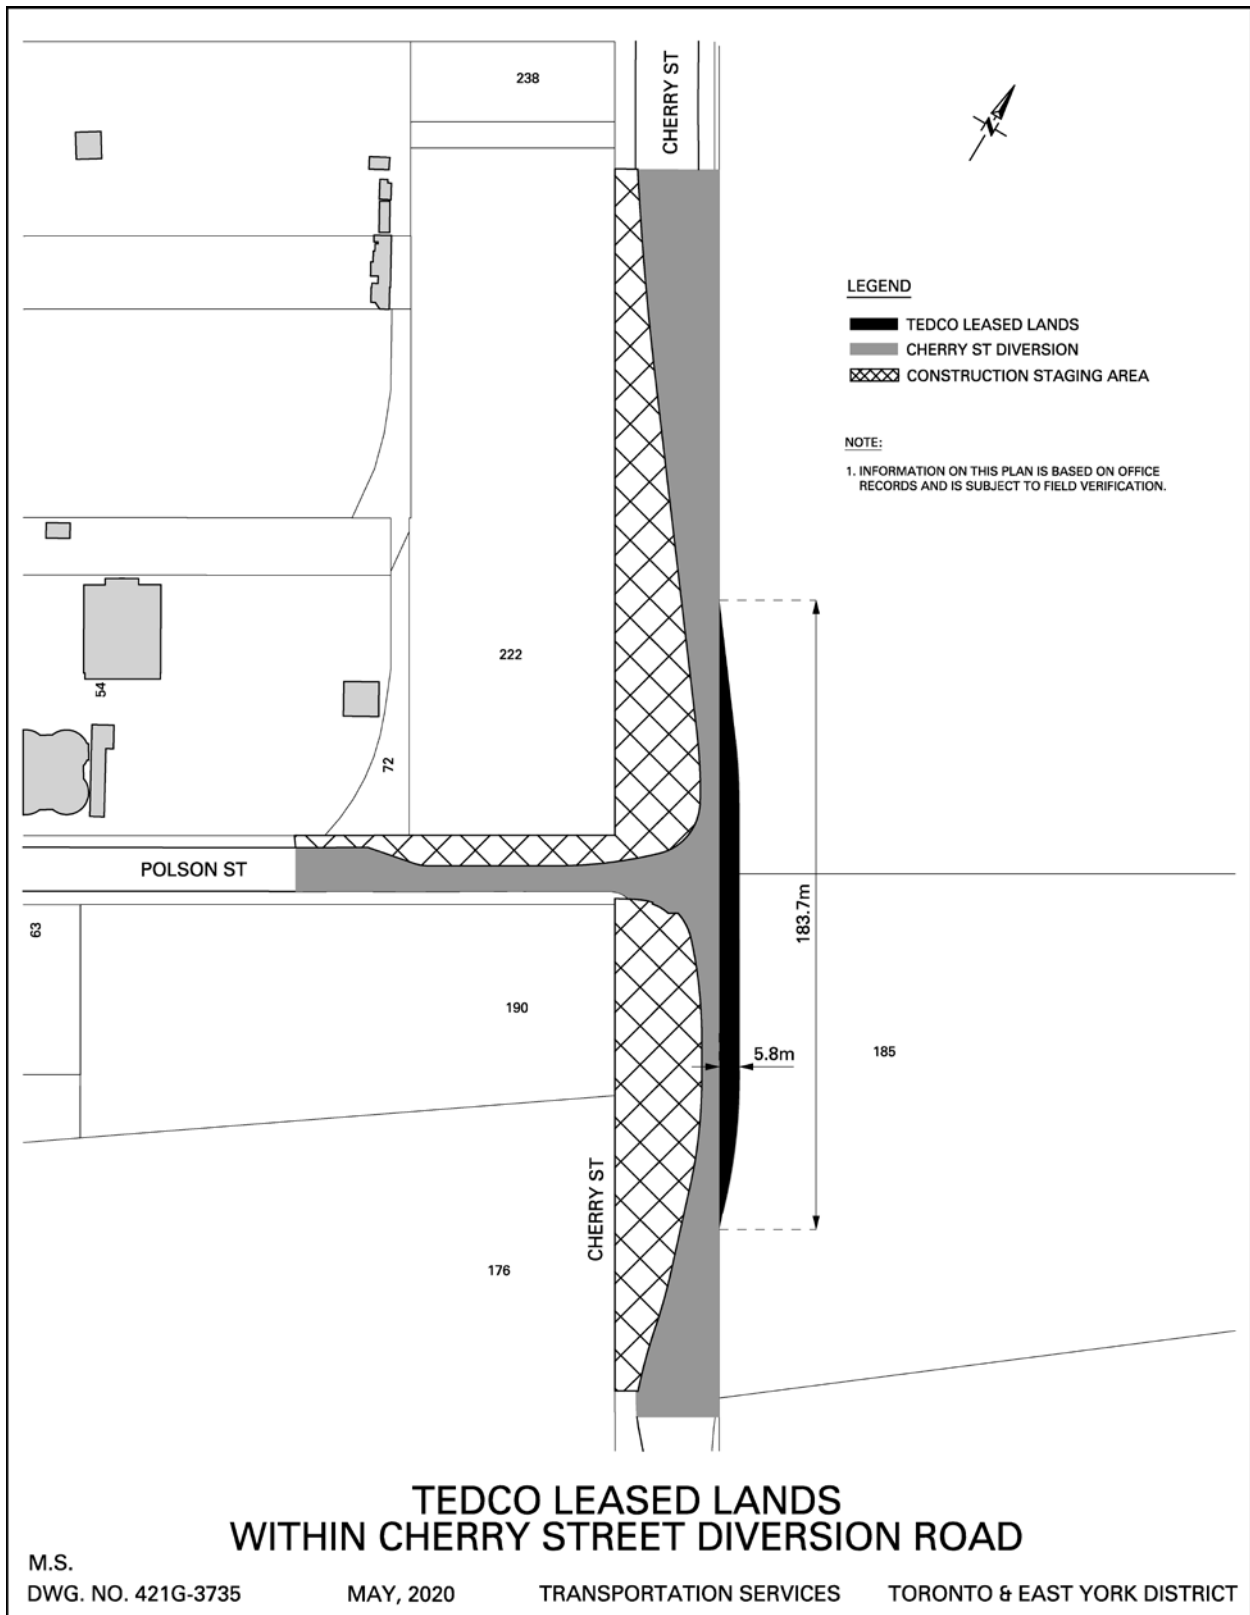 238
CHERRY ST
N
LEGEND
TEDCO LEASED LANDS
CHERRY ST DIVERSION
CONSTRUCTION STAGING AREA
NOTE:
1. INFORMATION ON THIS PLAN IS BASED ON OFFICE
RECORDS AND IS SUBJECT TO FIELD VERIFICATION.
222
54
72
POLSON ST
63
183.7m
190
5.8m
185
CHERRY ST
176
TEDCO LEASED LANDS
WITHIN CHERRY STREET DIVERSION ROAD
M.S.
DWG. NO. 421G-3735 MAY, 2020 TRANSPORTATION SERVICES TORONTO & EAST YORK DISTRICT